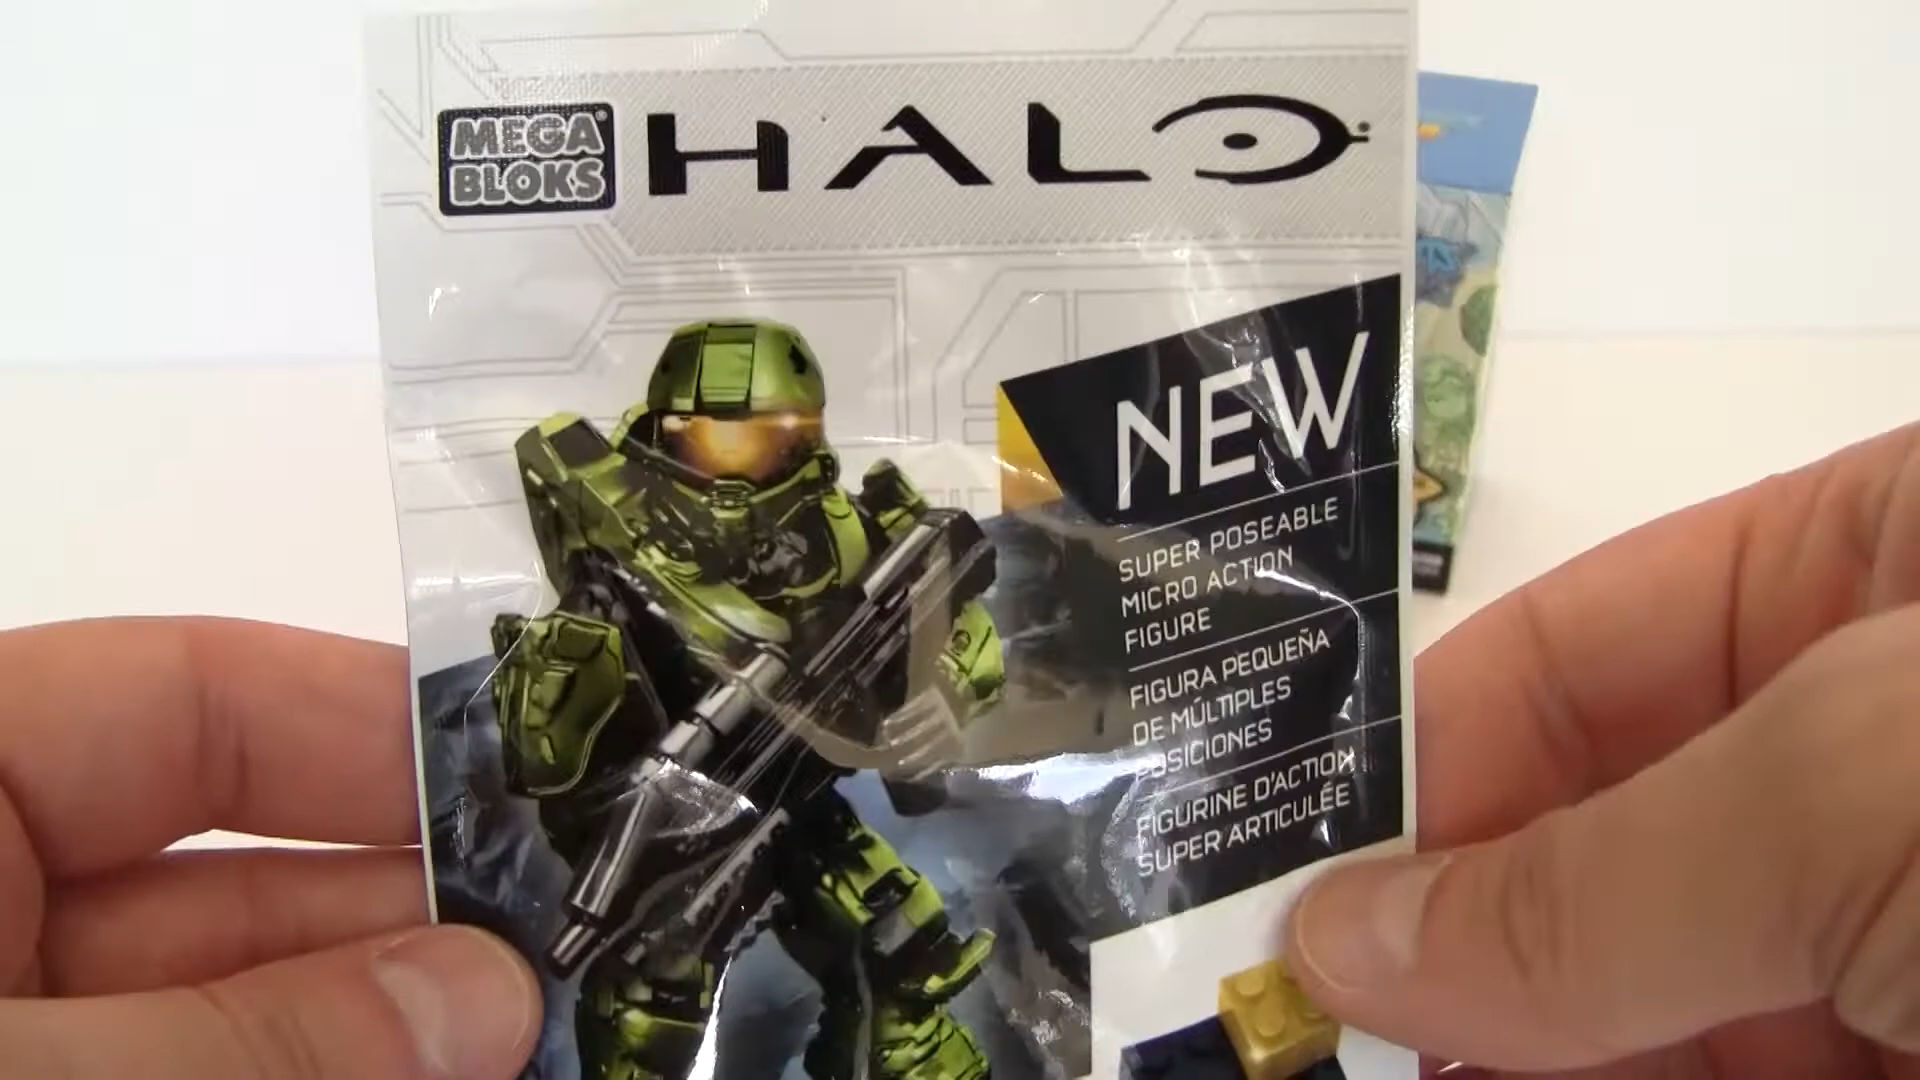 MEGA
BLOKS
HALO
NEW
SUPER POSEABLE
MICRO ACTION
FIGURE
FIGURA PEQUEÑA
DE MÚLTIPLES
POSICIONES
FIGURINE D'ACTION
SUPER ARTICULÉE